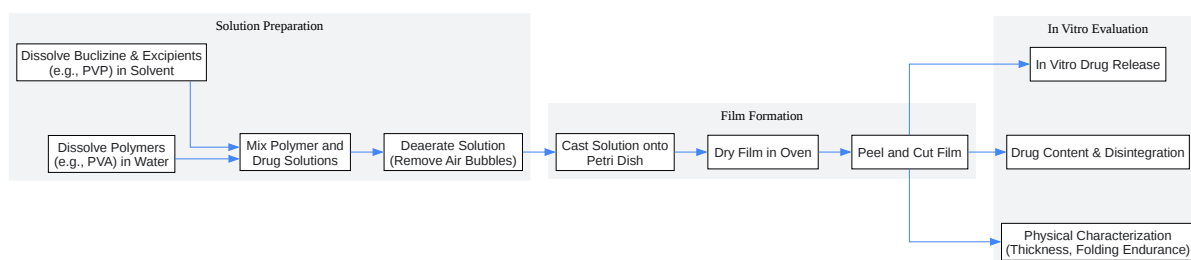 Solution Preparation
Dissolve Buclizine & Excipients
(e.g., PVP) in Solvent
Dissolve Polymers
(e.g., PVA) in Water
Mix Polymer and
Drug Solutions
Deaerate Solution
(Remove Air Bubbles)
Film Formation
Cast Solution onto
Petri Dish
Dry Film in Oven
Peel and Cut Film
In Vitro Evaluation
In Vitro Drug Release
Drug Content & Disintegration
Physical Characterization
(Thickness, Folding Endurance)